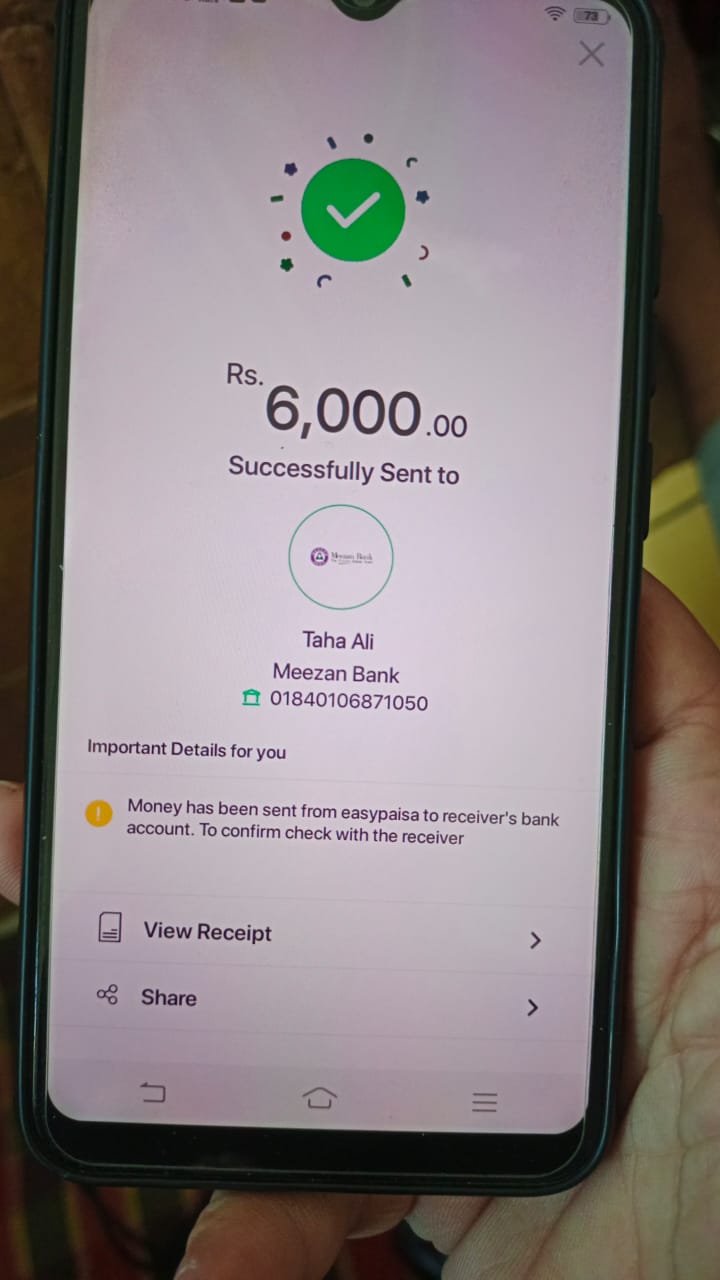 73
Rs.
6,000.00
Successfully Sent to
Meezan Bank
Taha Ali
Meezan Bank
01840106871050
Important Details for you
Money has been sent from easypaisa to receiver's bank
account. To confirm check with the receiver
View Receipt
Share